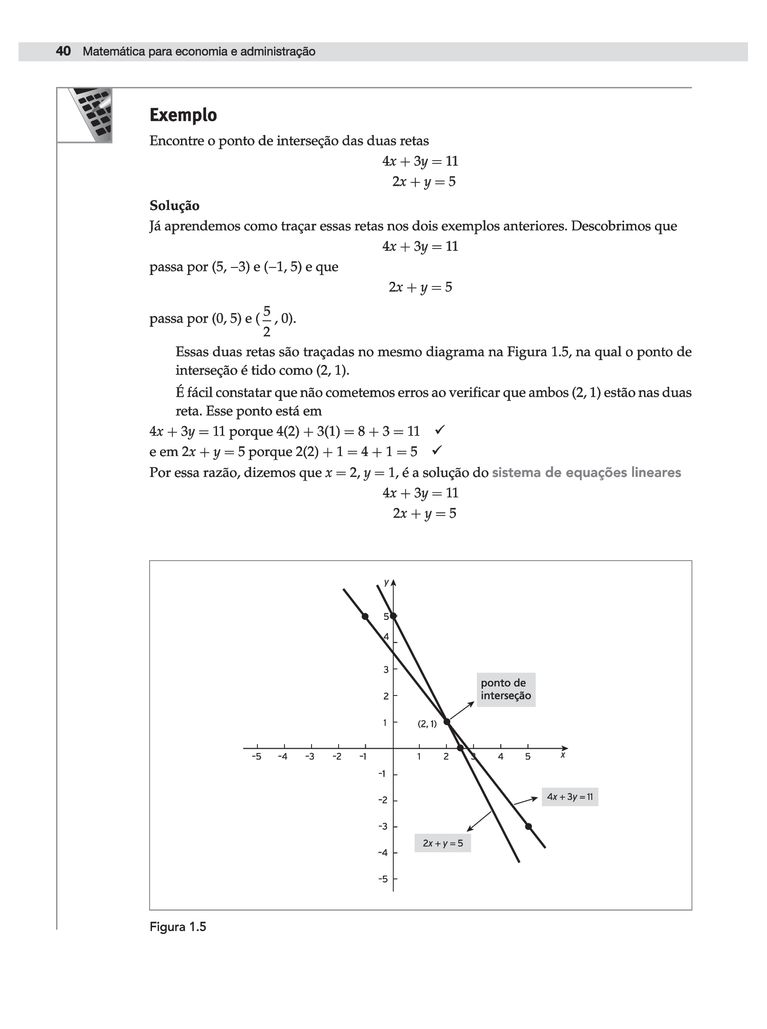 40 Matemática para economia e administração
Exemplo
Encontre o ponto de interseção das duas retas
4x + 3y = 11
2x + y = 5
Solução
Já aprendemos como traçar essas retas nos dois exemplos anteriores. Descobrimos que
4x + 3y = 11
passa por (5, –3) e (–1, 5) e que
2x + y = 5
passa por (0, 5) e (5/2, 0).
Essas duas retas são traçadas no mesmo diagrama na Figura 1.5, na qual o ponto de
interseção é tido como (2, 1).
É fácil constatar que não cometemos erros ao verificar que ambos (2, 1) estão nas duas
reta. Esse ponto está em
4x + 3y = 11 porque 4(2) + 3(1) = 8 + 3 = 11 ✓
e em 2x + y = 5 porque 2(2) + 1 = 4 + 1 = 5 ✓
Por essa razão, dizemos que x = 2, y = 1, é a solução do sistema de equações lineares
4x + 3y = 11
2x + y = 5
y
5
4
3
2
1
(2, 1)
ponto de
interseção
-5 -4 -3 -2 -1 1 2 3 4 5 x
-1
-2
-3
-4
-5
4x + 3y = 11
2x + y = 5
Figura 1.5